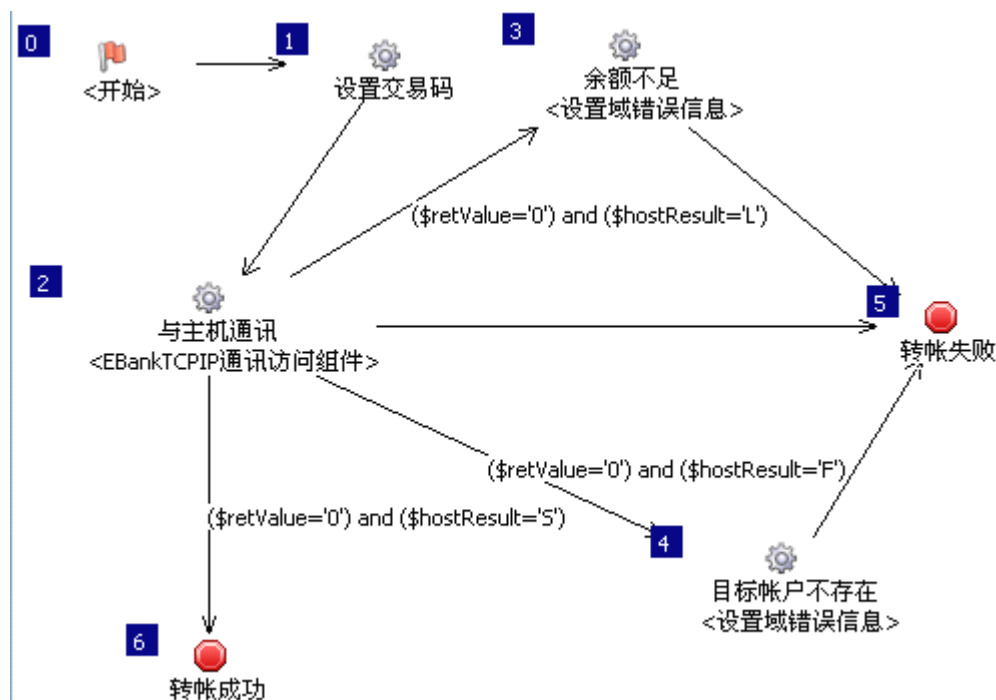 0
<开始>
1
设置交易码
3
余额不足
<设置域错误信息>
($retValue='0') and ($hostResult='L')
2
与主机通讯
<EBankTCPIP通讯访问组件>
5
转帐失败
($retValue='0') and ($hostResult='F')
($retValue='0') and ($hostResult='S')
4
目标帐户不存在
<设置域错误信息>
6
转帐成功